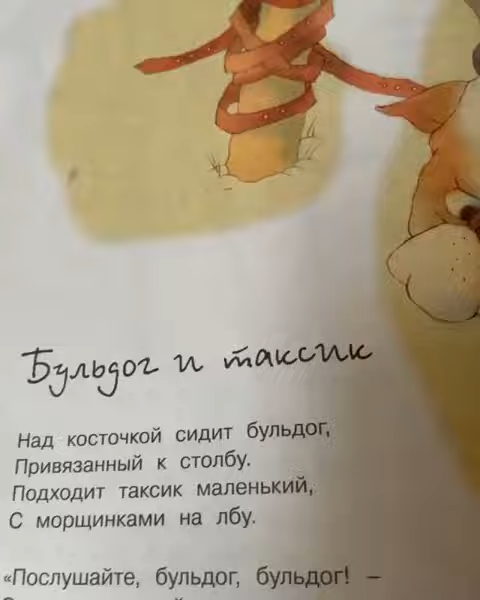 Бульдог и таксик
Над косточкой сидит бульдог,
Привязанный к столбу.
Подходит таксик маленький,
С морщинками на лбу.
«Послушайте, бульдог, бульдог! –